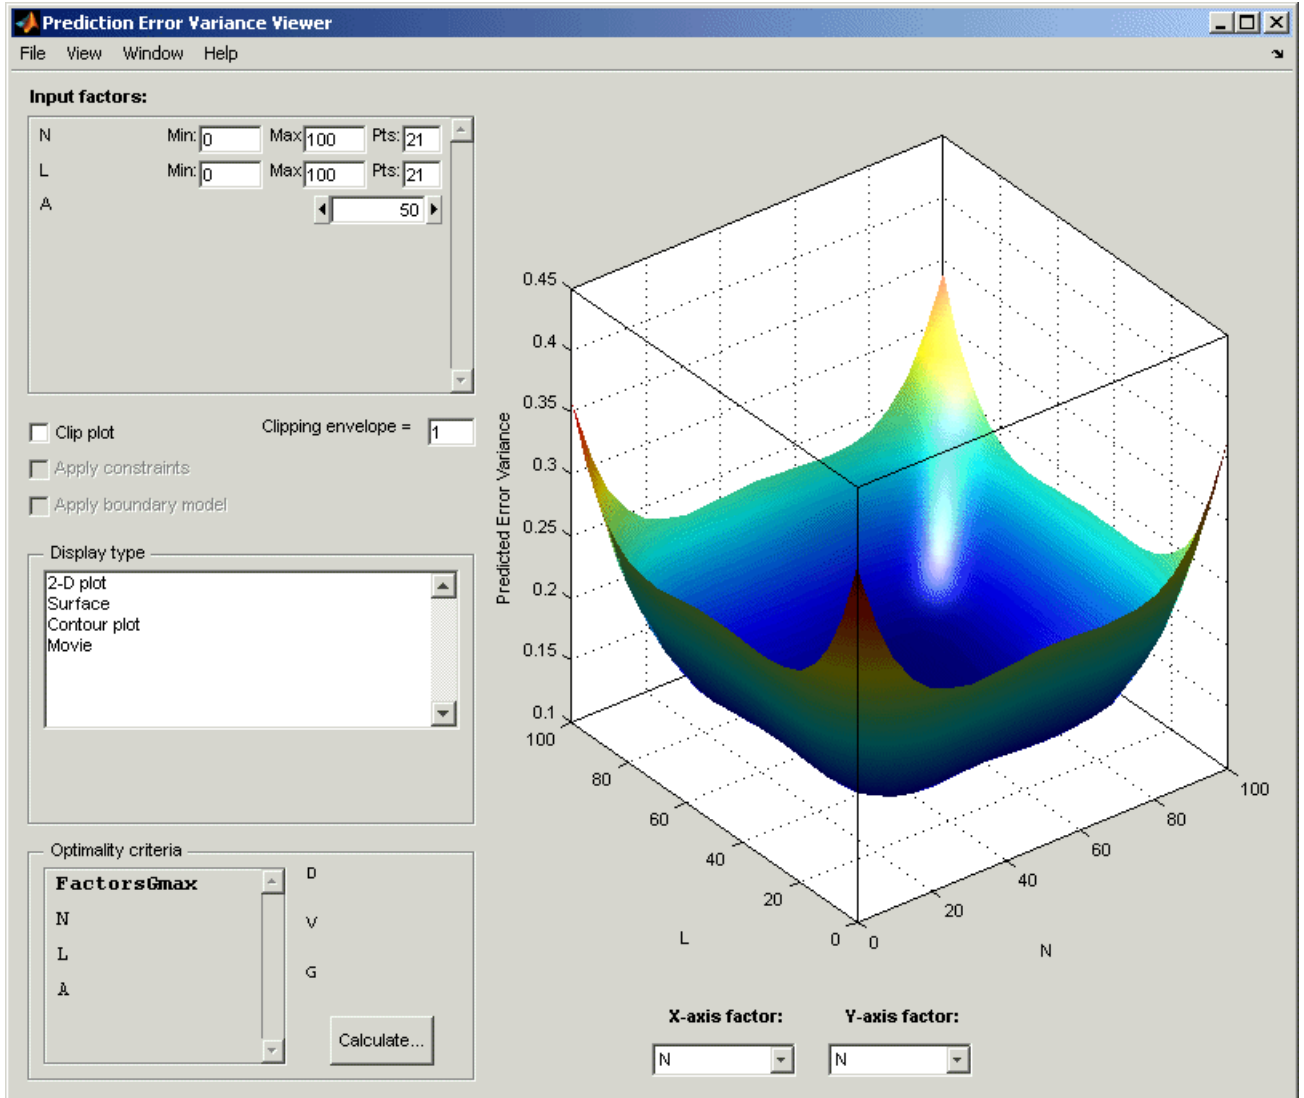 Prediction Error Variance Viewer
File View Window Help
Input factors:
N Min: 0 Max 100 Pts: 21
L Min: 0 Max 100 Pts: 21
A 50
Clip plot Clipping envelope = 1
Apply constraints
Apply boundary model
Display type
2-D plot
Surface
Contour plot
Movie
Optimality criteria
FactorsGmax
N
L
A
D
V
G
Calculate...
Predicted Error Variance
0.45
0.4
0.35
0.3
0.25
0.2
0.15
0.1
100
80
60
40
20
0
L
0
20
40
60
80
100
N
X-axis factor: Y-axis factor:
N N